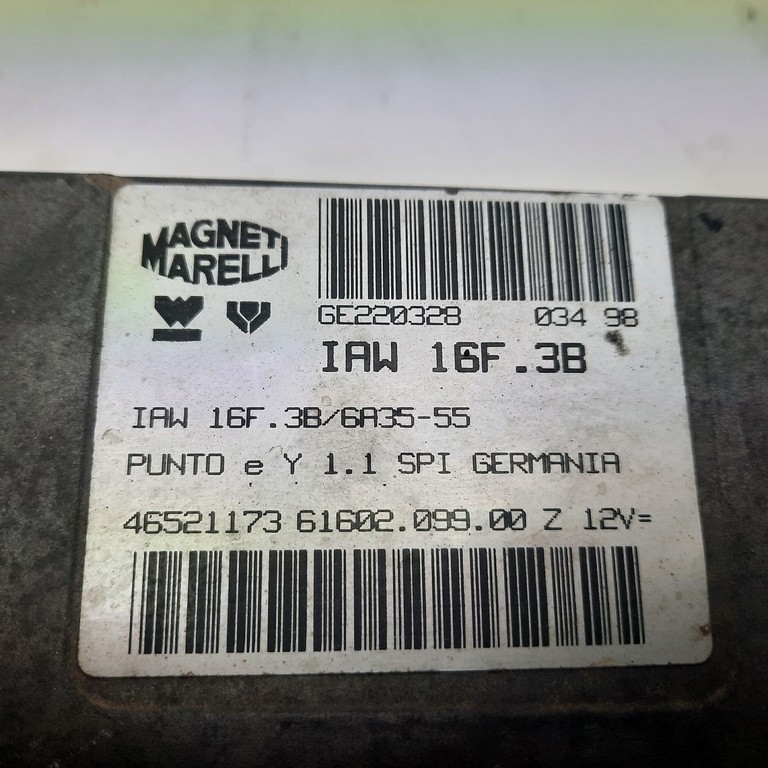 MAGNETI
MARELLI
GE220328 034 98
IAW 16F.3B
IAW 16F.3B/6A35-55
PUNTO e Y 1.1 SPI GERMANIA
46521173 61602.099.00 Z 12V=